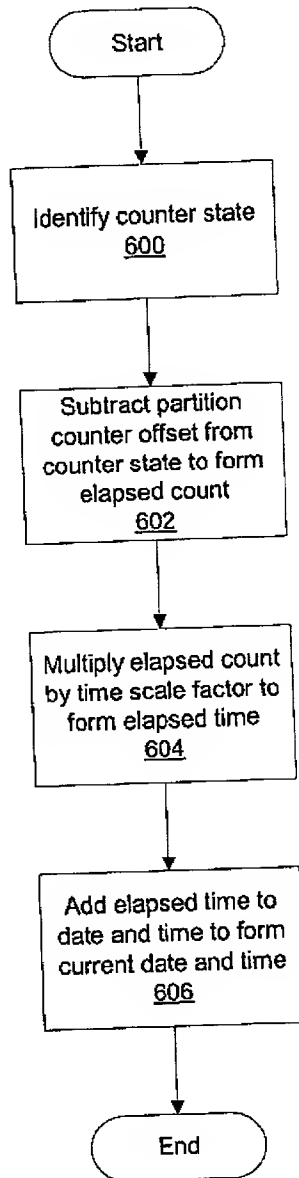 Start
Identify counter state
600
Subtract partition
counter offset from
counter state to form
elapsed count
602
Multiply elapsed count
by time scale factor to
form elapsed time
604
Add elapsed time to
date and time to form
current date and time
606
End